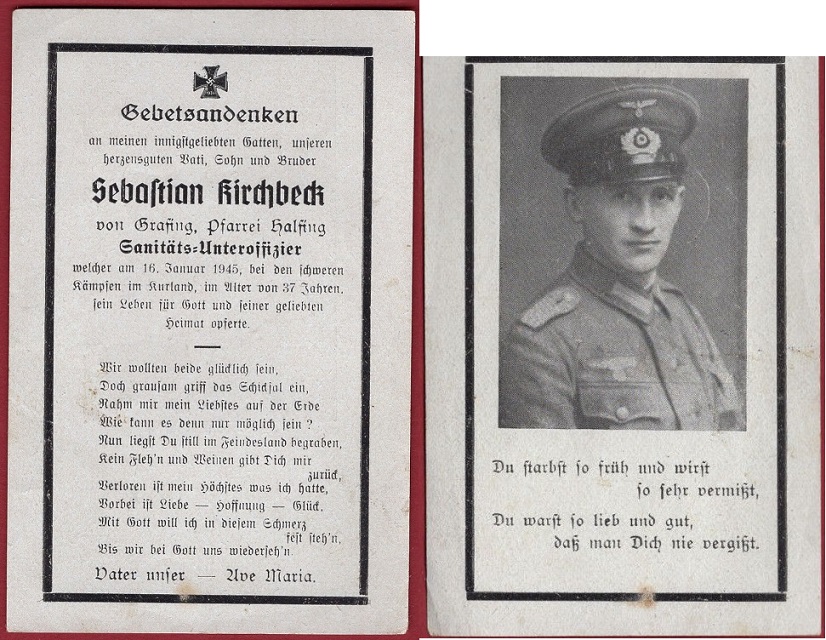 Gebetsandenken
an meinen innigstgeliebten Gatten, unseren
herzensguten Vati, Sohn und Bruder
Sebastian Kirchbeck
von Grafing, Pfarrei Halfing
Sanitäts-Unteroffizier
welcher am 16. Januar 1945, bei den schweren
Kämpfen im Kurland, im Alter von 37 Jahren,
sein Leben für Gott und seiner geliebten
Heimat opferte.
Wir wollten beide glücklich sein,
Doch grausam griff das Schicksal ein,
Nahm mir mein Liebstes auf der Erde
Wie kann es denn nur möglich sein?
Nun liegst Du still im Feindesland begraben,
Kein Fleh'n und Weinen gibt Dich mir
zurück,
Verloren ist mein Höchstes was ich hatte,
Vorbei ist Liebe — Hoffnung — Glück.
Mit Gott will ich in diesem Schmerz
fest steh'n,
Bis wir bei Gott uns wiederseh'n.
Vater unser — Ave Maria.
Du starbst so früh und wirst
so sehr vermißt,
Du warst so lieb und gut,
daß man Dich nie vergißt.